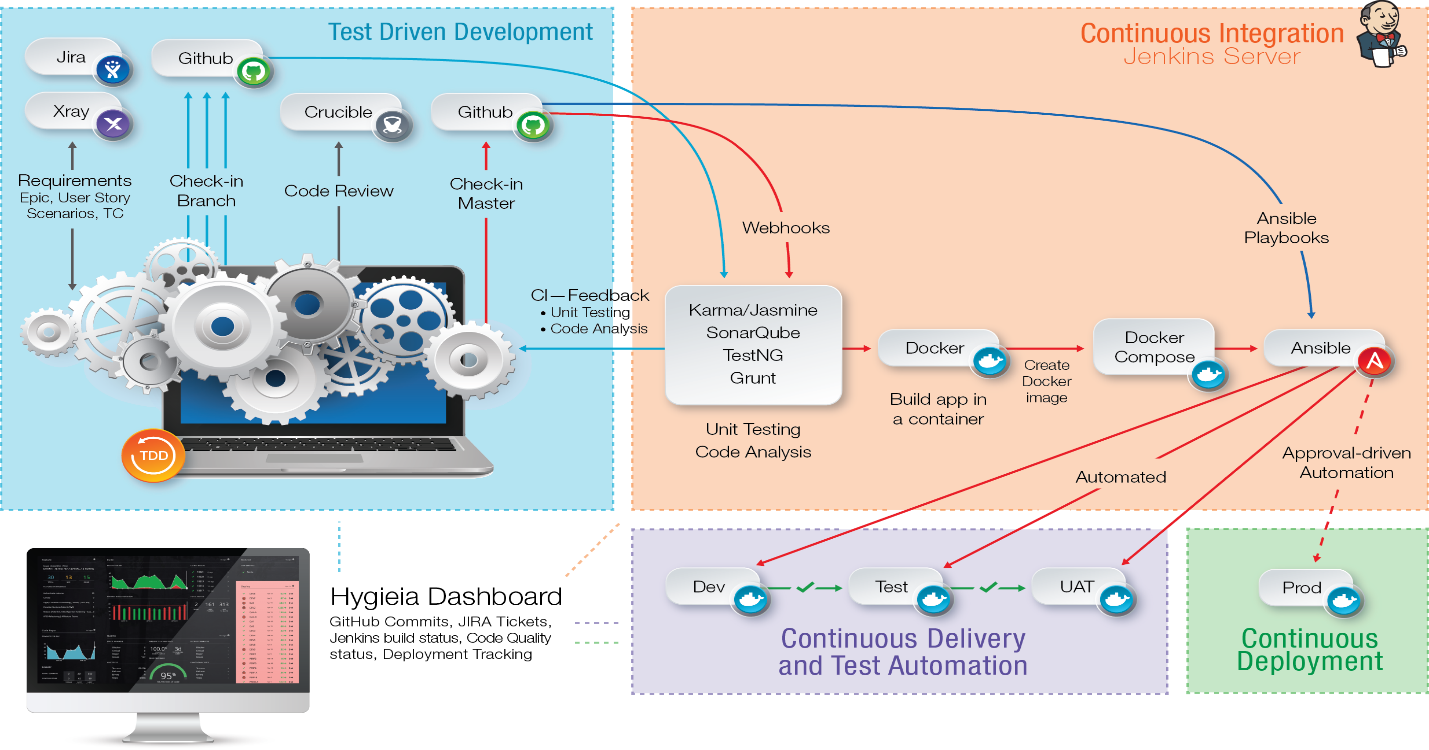 Test Driven Development
Jira
Github
Xray
Crucible
Github
Requirements
Epic, User Story
Scenarios, TC
Check-in
Branch
Code Review
Check-in
Master
CI—Feedback
• Unit Testing
• Code Analysis
TDD
Continuous Integration
Jenkins Server
Webhooks
Ansible
Playbooks
Karma/Jasmine
SonarQube
TestNG
Grunt
Unit Testing
Code Analysis
Docker
Build app in
a container
Create
Docker
image
Docker
Compose
Ansible
Automated
Approval-driven
Automation
Hygieia Dashboard
GitHub Commits, JIRA Tickets,
Jenkins build status, Code Quality
status, Deployment Tracking
95%
Dev
Test
UAT
Continuous Delivery
and Test Automation
Prod
Continuous
Deployment